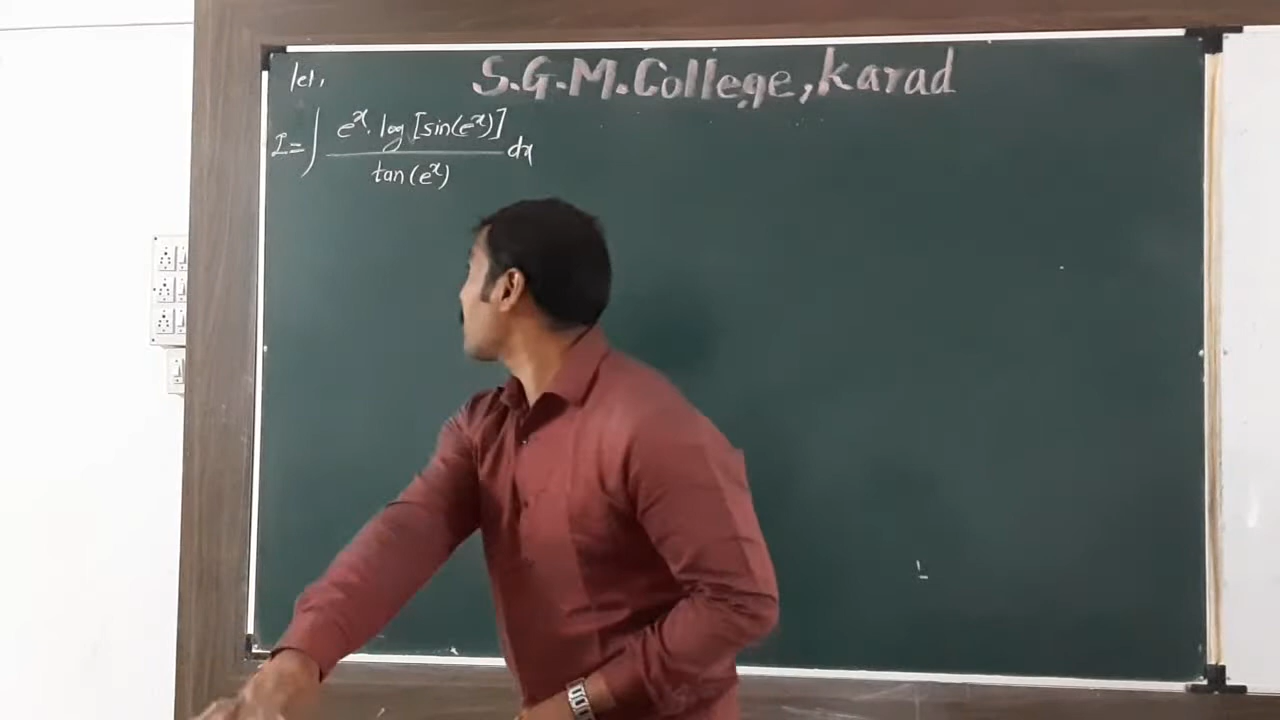 S.G.M.College, Karad
let,
I = ∫ e^x. log [sin(e^x)] / tan (e^x) dx